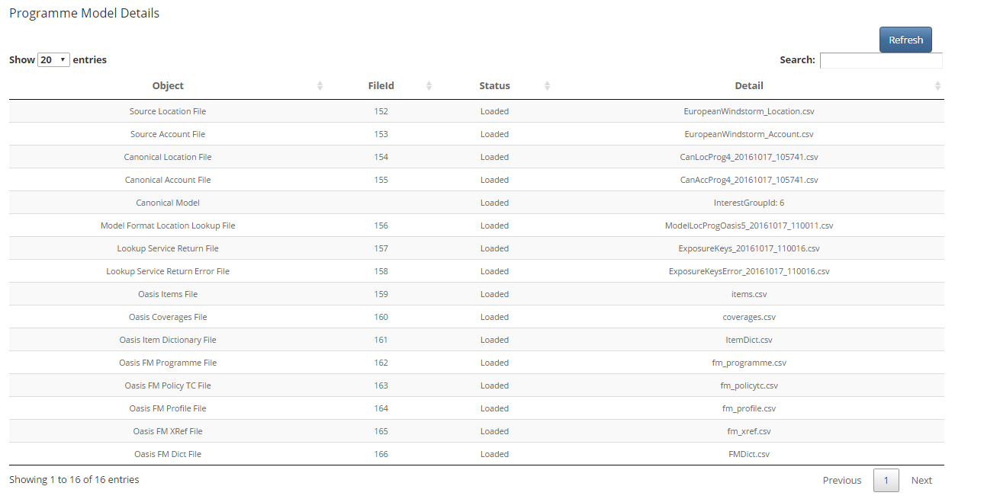 Programme Model Details
Refresh
Show 20 entries Search:
Object FileId Status Detail
Source Location File 152 Loaded EuropeanWindstorm_Location.csv
Source Account File 153 Loaded EuropeanWindstorm_Account.csv
Canonical Location File 154 Loaded CanLocProg4_20161017_105741.csv
Canonical Account File 155 Loaded CanAccProg4_20161017_105741.csv
Canonical Model Loaded InterestGroupId: 6
Model Format Location Lookup File 156 Loaded ModelLocProgOasis5_20161017_110011.csv
Lookup Service Return File 157 Loaded ExposureKeys_20161017_110016.csv
Lookup Service Return Error File 158 Loaded ExposureKeysError_20161017_110016.csv
Oasis Items File 159 Loaded items.csv
Oasis Coverages File 160 Loaded coverages.csv
Oasis Item Dictionary File 161 Loaded ItemDict.csv
Oasis FM Programme File 162 Loaded fm_programme.csv
Oasis FM Policy TC File 163 Loaded fm_policytc.csv
Oasis FM Profile File 164 Loaded fm_profile.csv
Oasis FM XRef File 165 Loaded fm_xref.csv
Oasis FM Dict File 166 Loaded FMDict.csv
Showing 1 to 16 of 16 entries Previous 1 Next